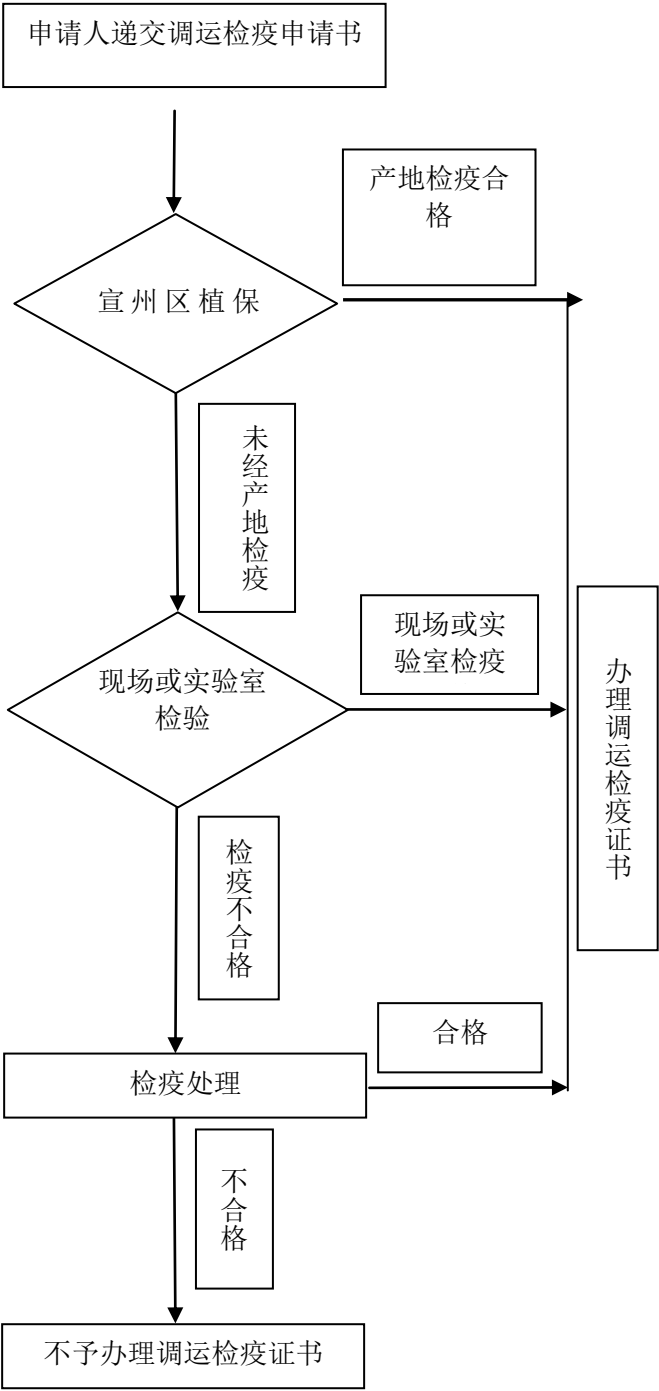 申请人递交调运检疫申请书
产地检疫合
格
宣州区植保
未经产地检疫
现场或实验室
检验
现场或实
验室检疫
办理调运检疫证书
检疫不合格
合格
检疫处理
不合格
不予办理调运检疫证书